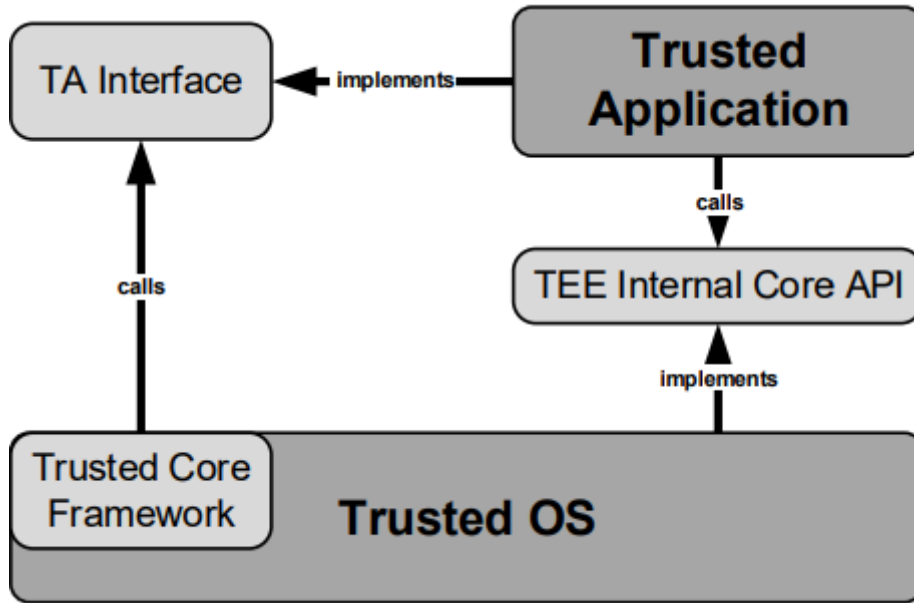 TA Interface
implements
Trusted
Application
calls
TEE Internal Core API
calls
implements
Trusted Core
Framework
Trusted OS